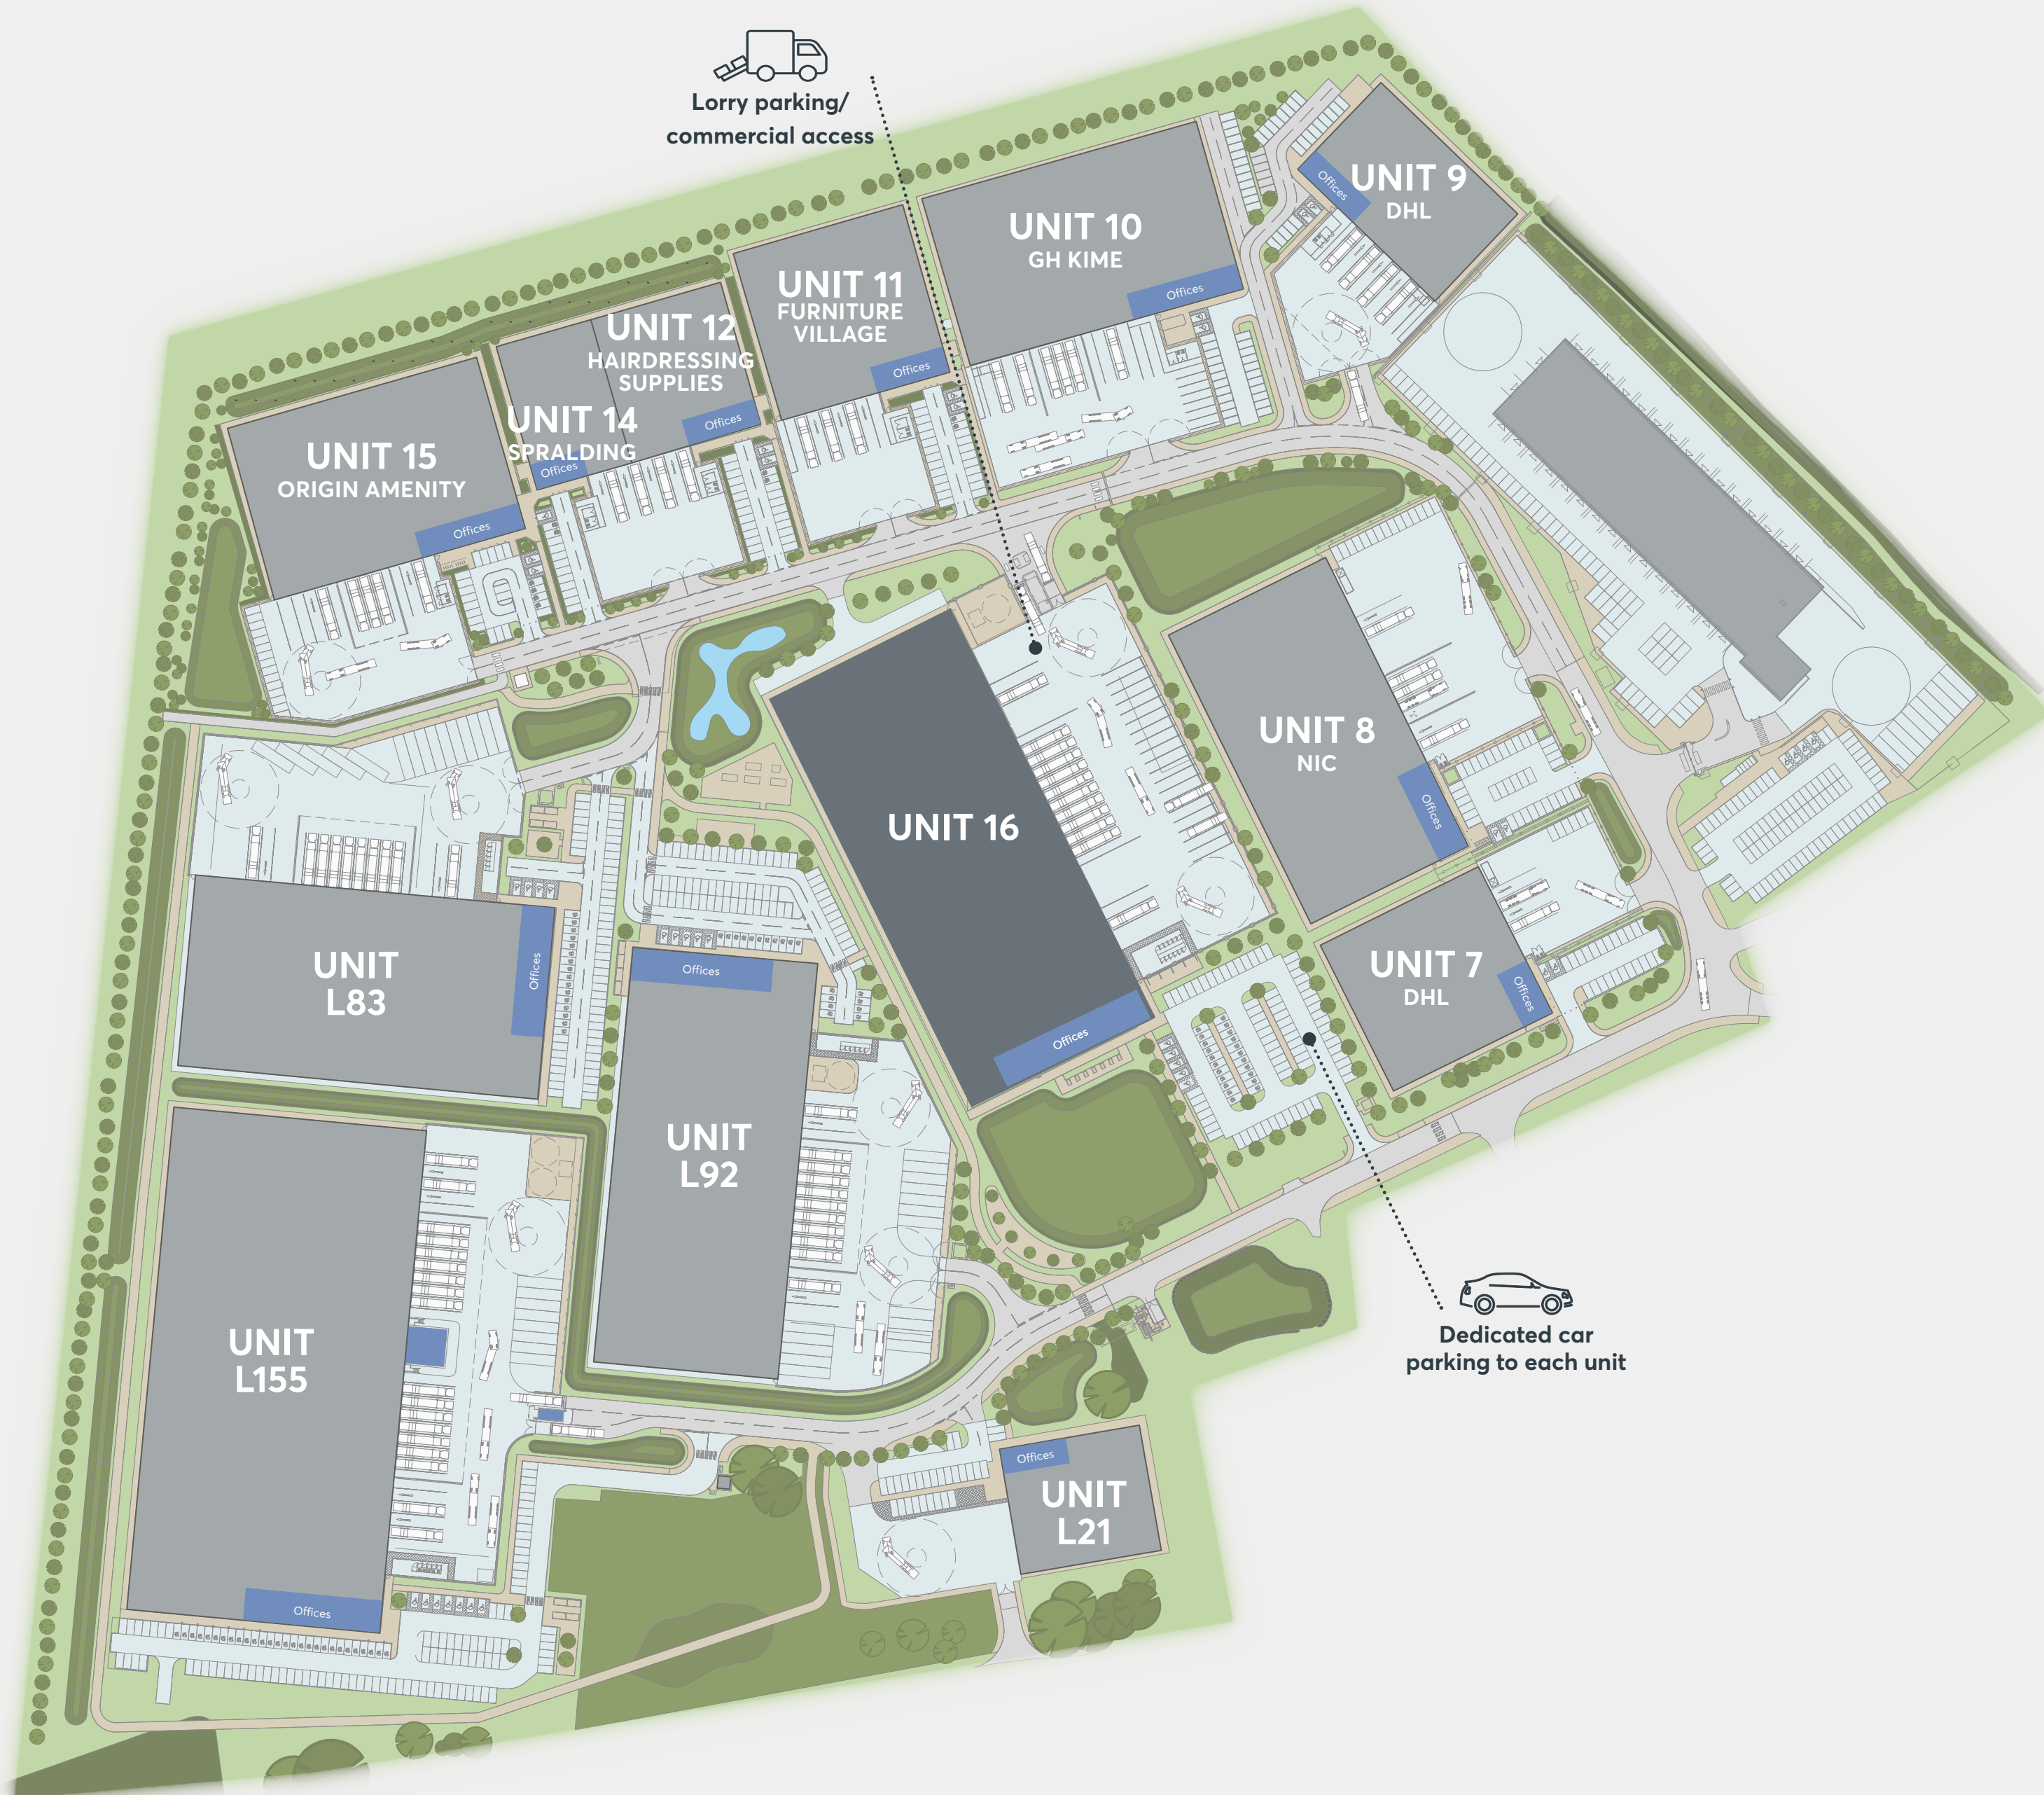 Lorry parking/
commercial access
UNIT 9
DHL
Offices
UNIT 10
GH KIME
Offices
UNIT 11
FURNITURE
VILLAGE
Offices
UNIT 12
HAIRDRESSING
SUPPLIES
Offices
UNIT 14
SPRALDING
Offices
UNIT 15
ORIGIN AMENITY
Offices
UNIT 16
Offices
UNIT 8
NIC
Offices
UNIT 7
DHL
Offices
UNIT
L83
Offices
UNIT
L92
Offices
UNIT
L155
Offices
UNIT
L21
Offices
Dedicated car
parking to each unit